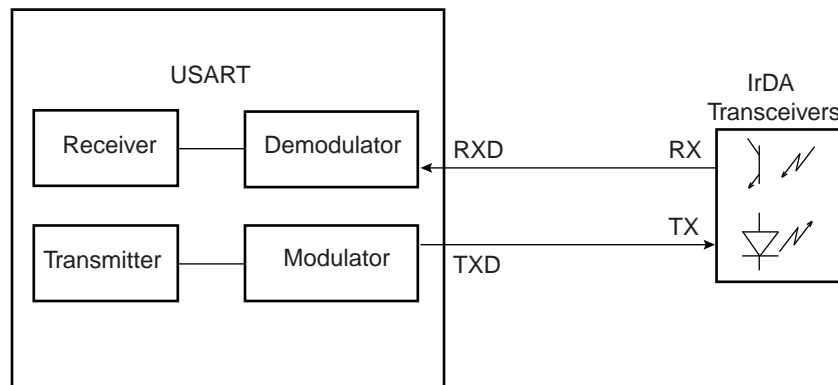 USART
IrDA
Transceivers
Receiver
Demodulator
RXD
RX
Transmitter
Modulator
TXD
TX